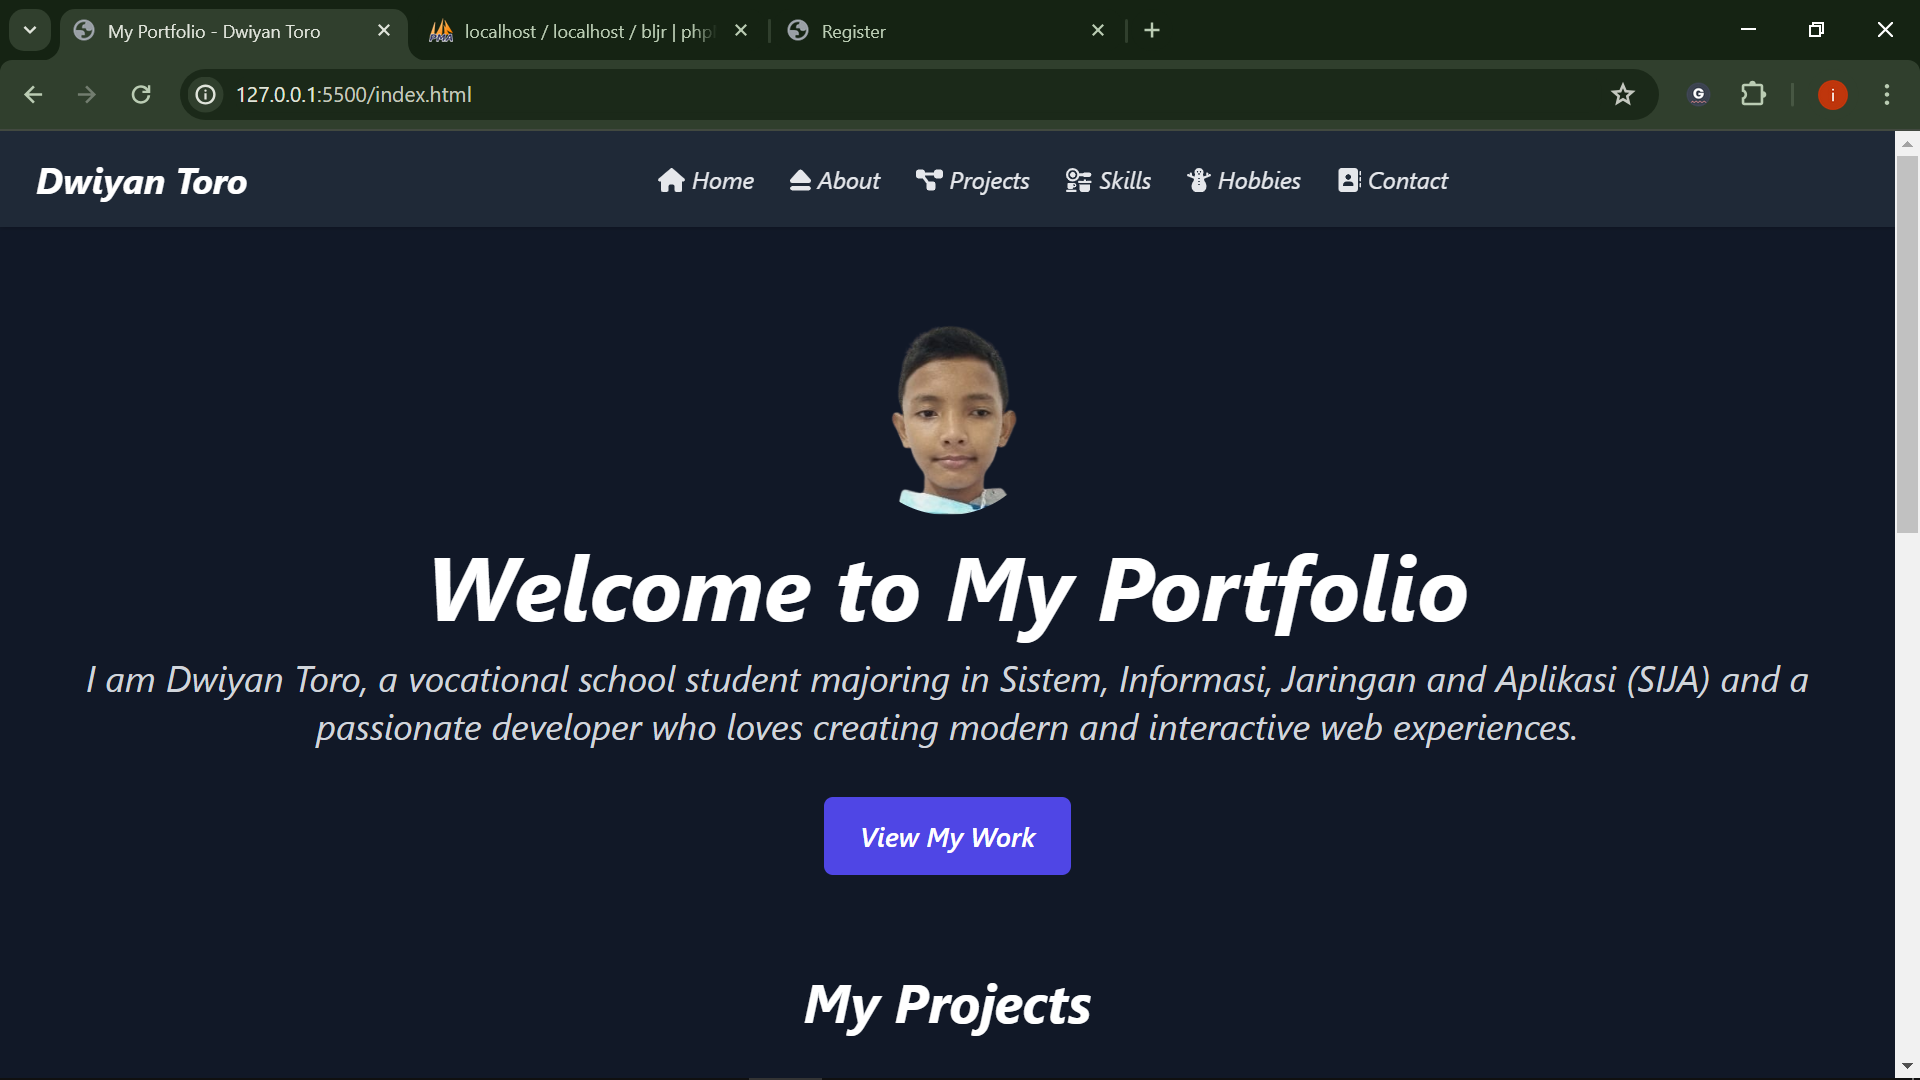 My Portfolio - Dwiyan Toro
localhost / localhost / bljr | php
Register
127.0.0.1:5500/index.html
G
i
Dwiyan Toro
Home
About
Projects
Skills
Hobbies
Contact
Welcome to My Portfolio
I am Dwiyan Toro, a vocational school student majoring in Sistem, Informasi, Jaringan and Aplikasi (SIJA) and a
passionate developer who loves creating modern and interactive web experiences.
View My Work
My Projects